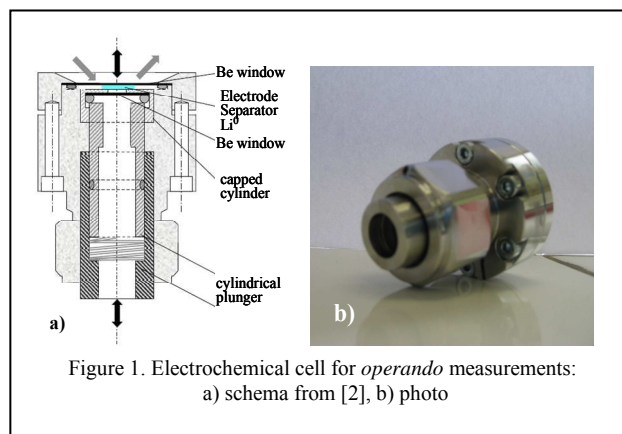 Be window
Electrode
Separator
Li⁰
Be window
capped
cylinder
cylindrical
plunger
a)
b)
Figure 1. Electrochemical cell for operando measurements:
a) schema from [2], b) photo